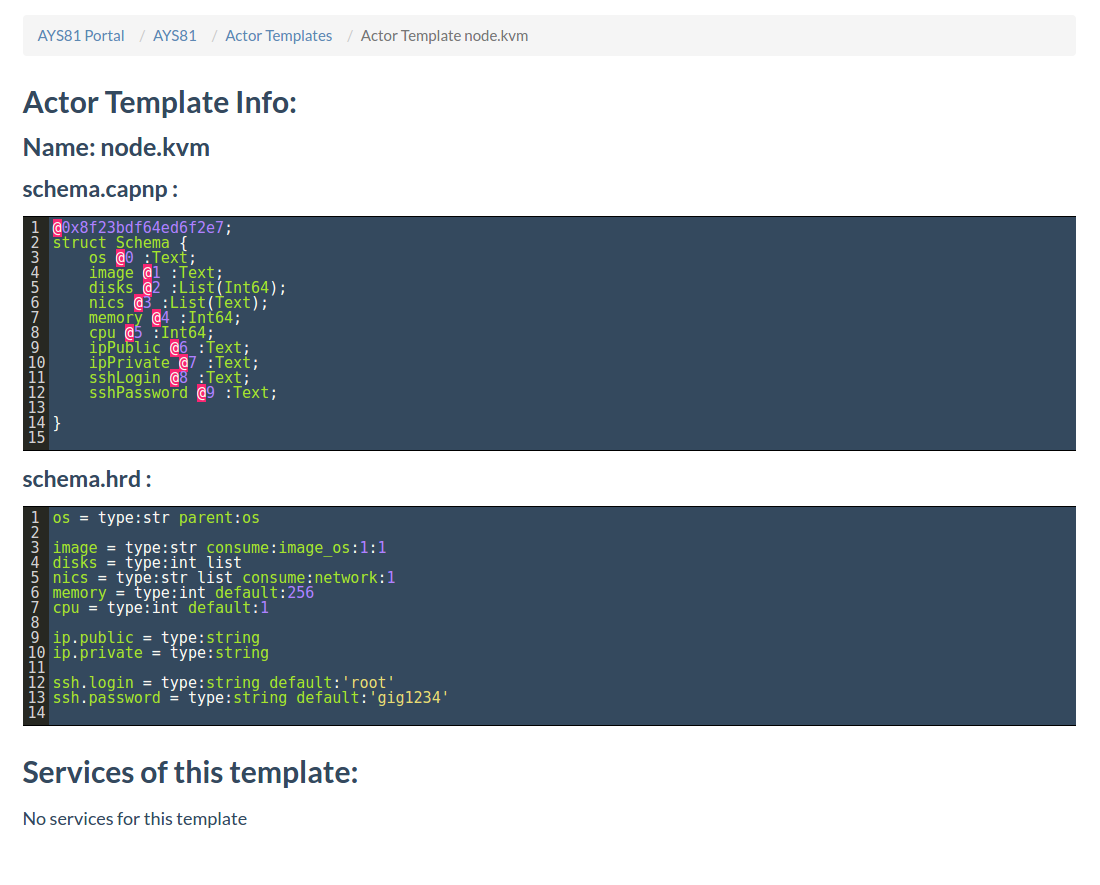 AYS81 Portal / AYS81 / Actor Templates / Actor Template node.kvm
Actor Template Info:
Name: node.kvm
schema.capnp :
1 @0x8f23bdf64ed6f2e7;
2 struct Schema {
3     os @0 :Text;
4     image @1 :Text;
5     disks @2 :List(Int64);
6     nics @3 :List(Text);
7     memory @4 :Int64;
8     cpu @5 :Int64;
9     ipPublic @6 :Text;
10     ipPrivate @7 :Text;
11     sshLogin @8 :Text;
12     sshPassword @9 :Text;
13
14 }
15
schema.hrd :
1 os = type:str parent:os
2
3 image = type:str consume:image_os:1:1
4 disks = type:int list
5 nics = type:str list consume:network:1
6 memory = type:int default:256
7 cpu = type:int default:1
8
9 ip.public = type:string
10 ip.private = type:string
11
12 ssh.login = type:string default:'root'
13 ssh.password = type:string default:'gig1234'
14
Services of this template:
No services for this template